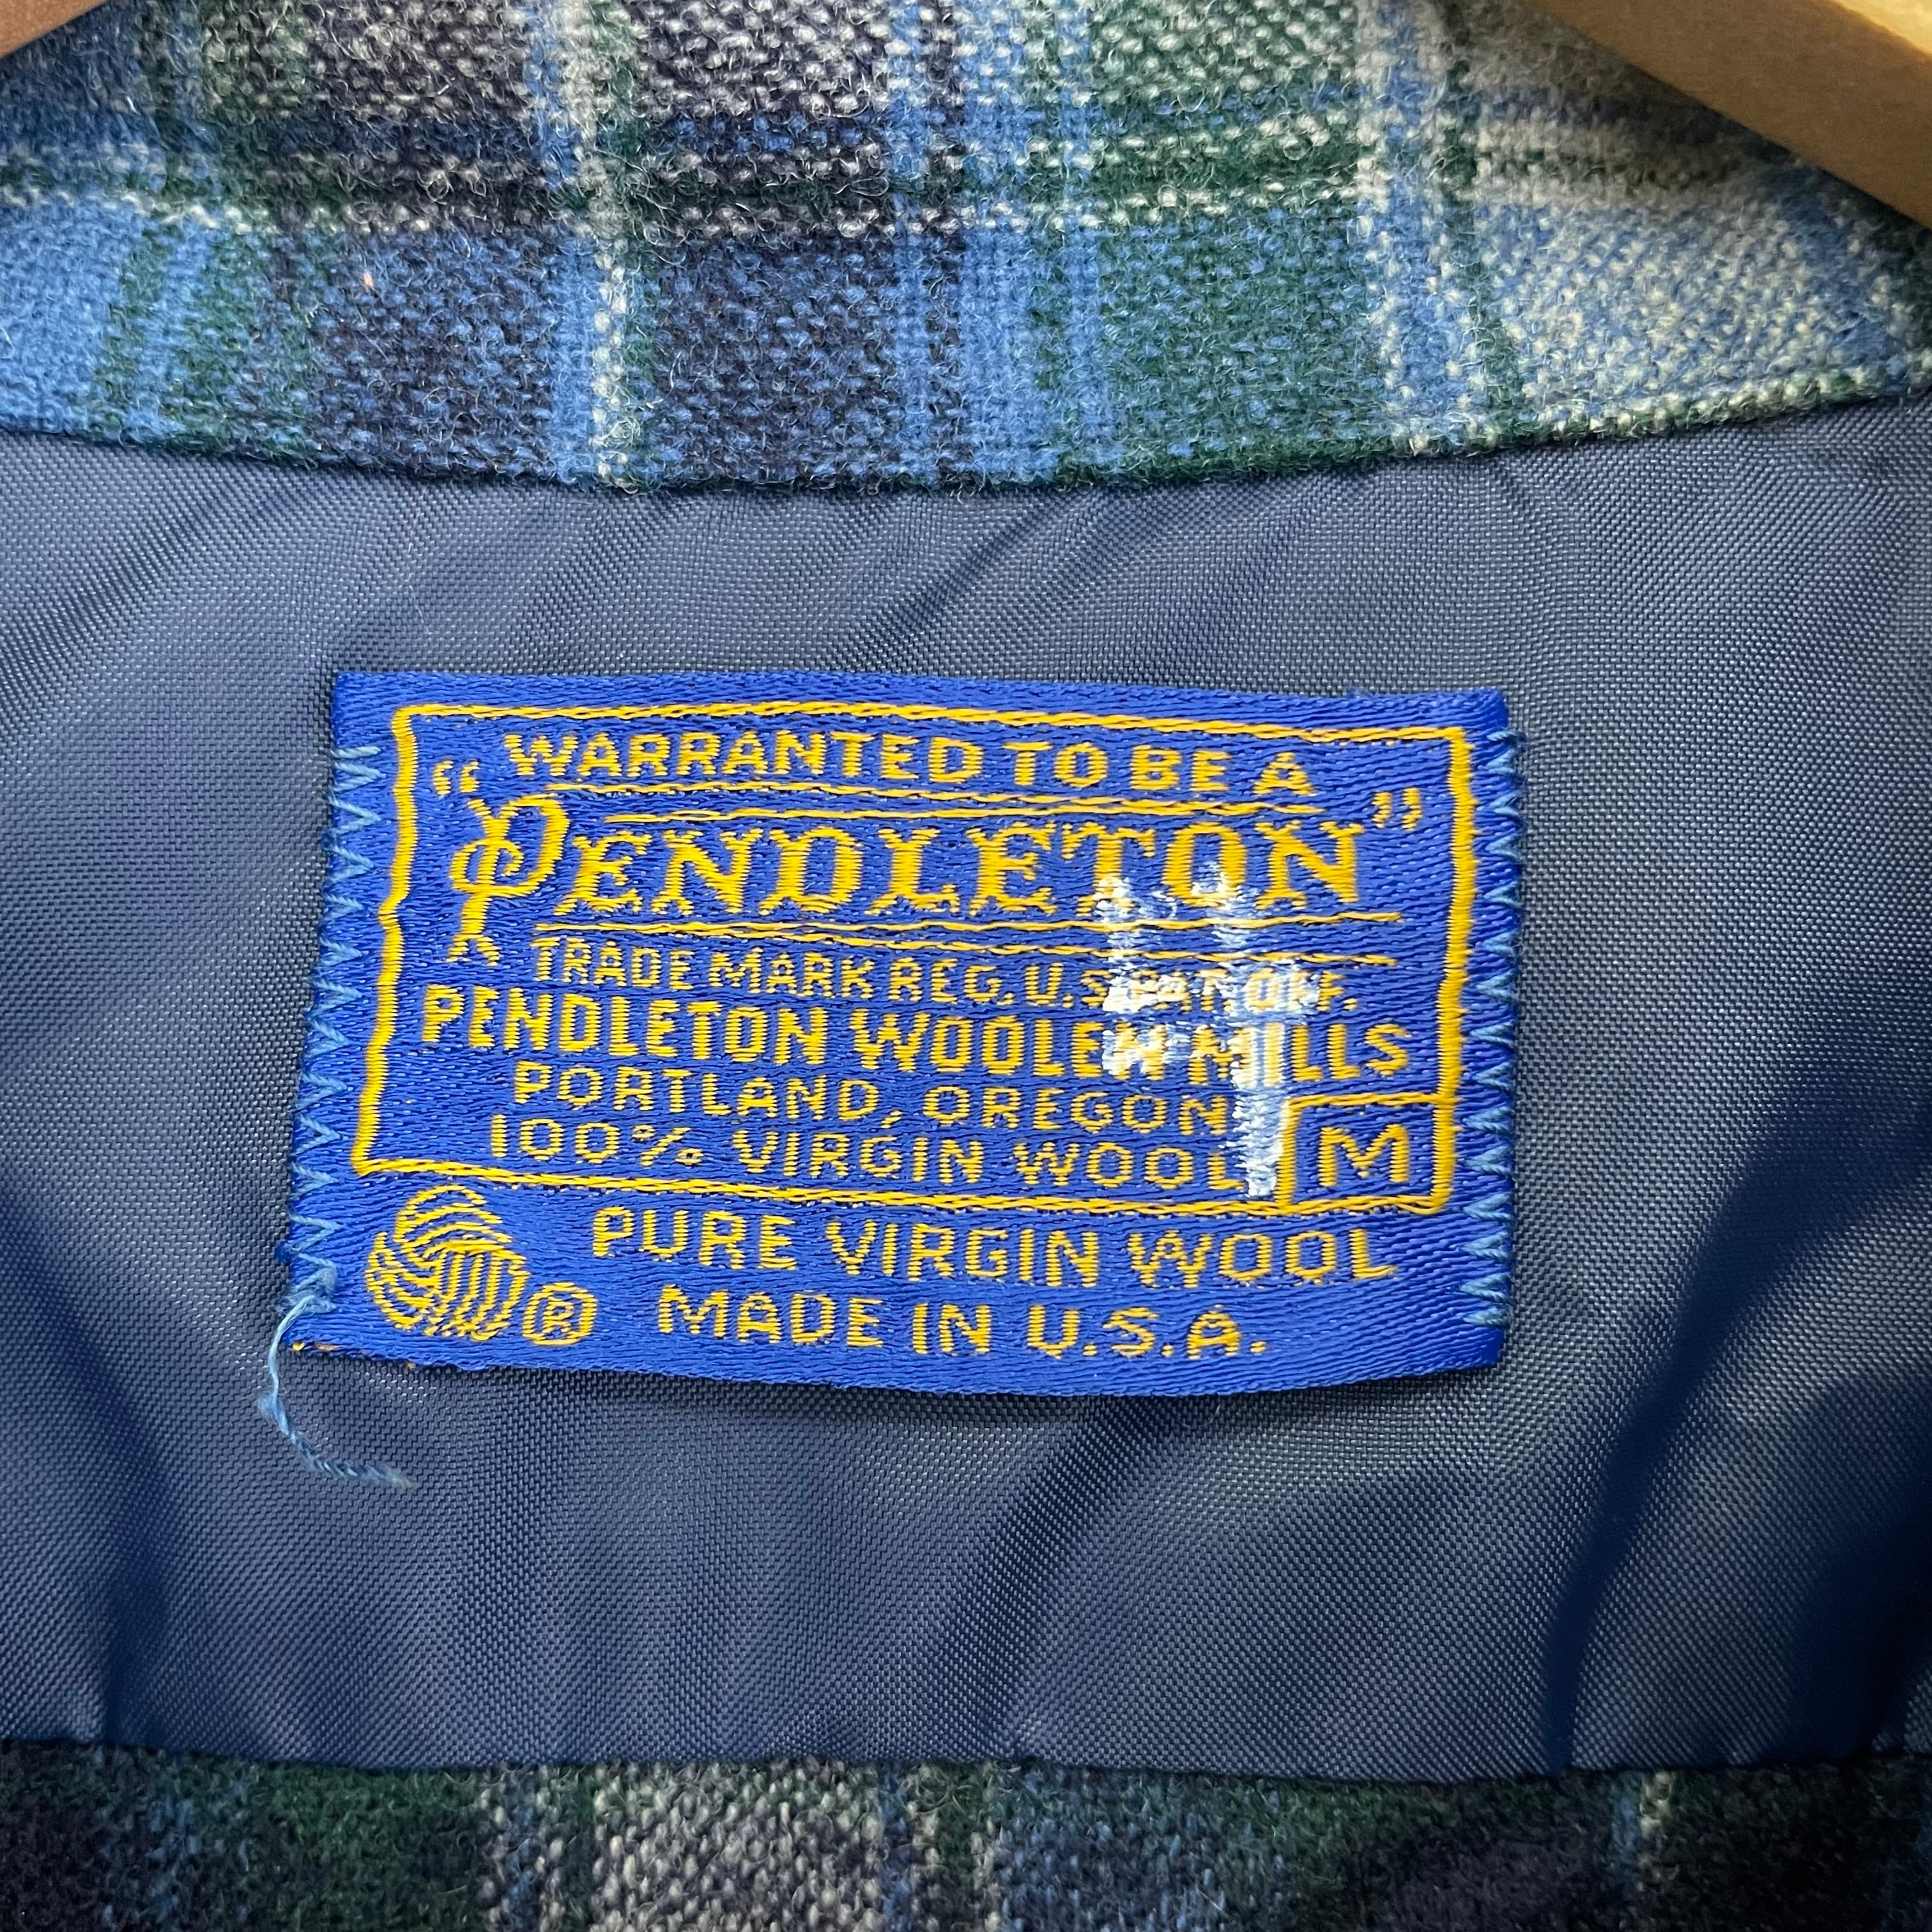 WARRANTED TO BE A
"PENDLETON"
TRADE MARK REG. U.S. PAT. OFF.
PENDLETON WOOLEN MILLS
PORTLAND, OREGON
100% VIRGIN WOOL M
PURE VIRGIN WOOL
® MADE IN U.S.A.